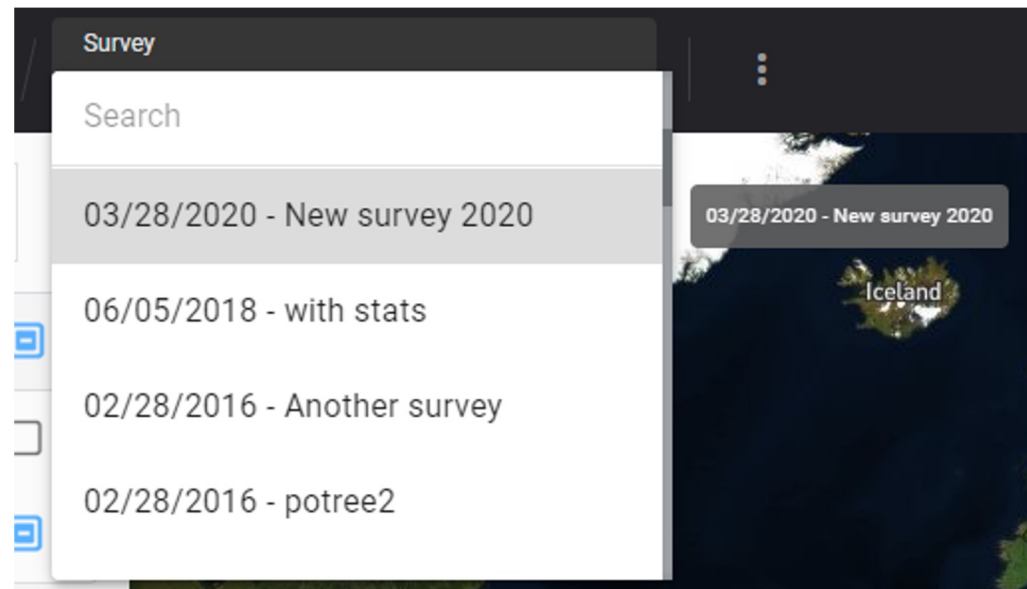 Survey
Search
03/28/2020 - New survey 2020
03/28/2020 - New survey 2020
Iceland
06/05/2018 - with stats
02/28/2016 - Another survey
02/28/2016 - potree2